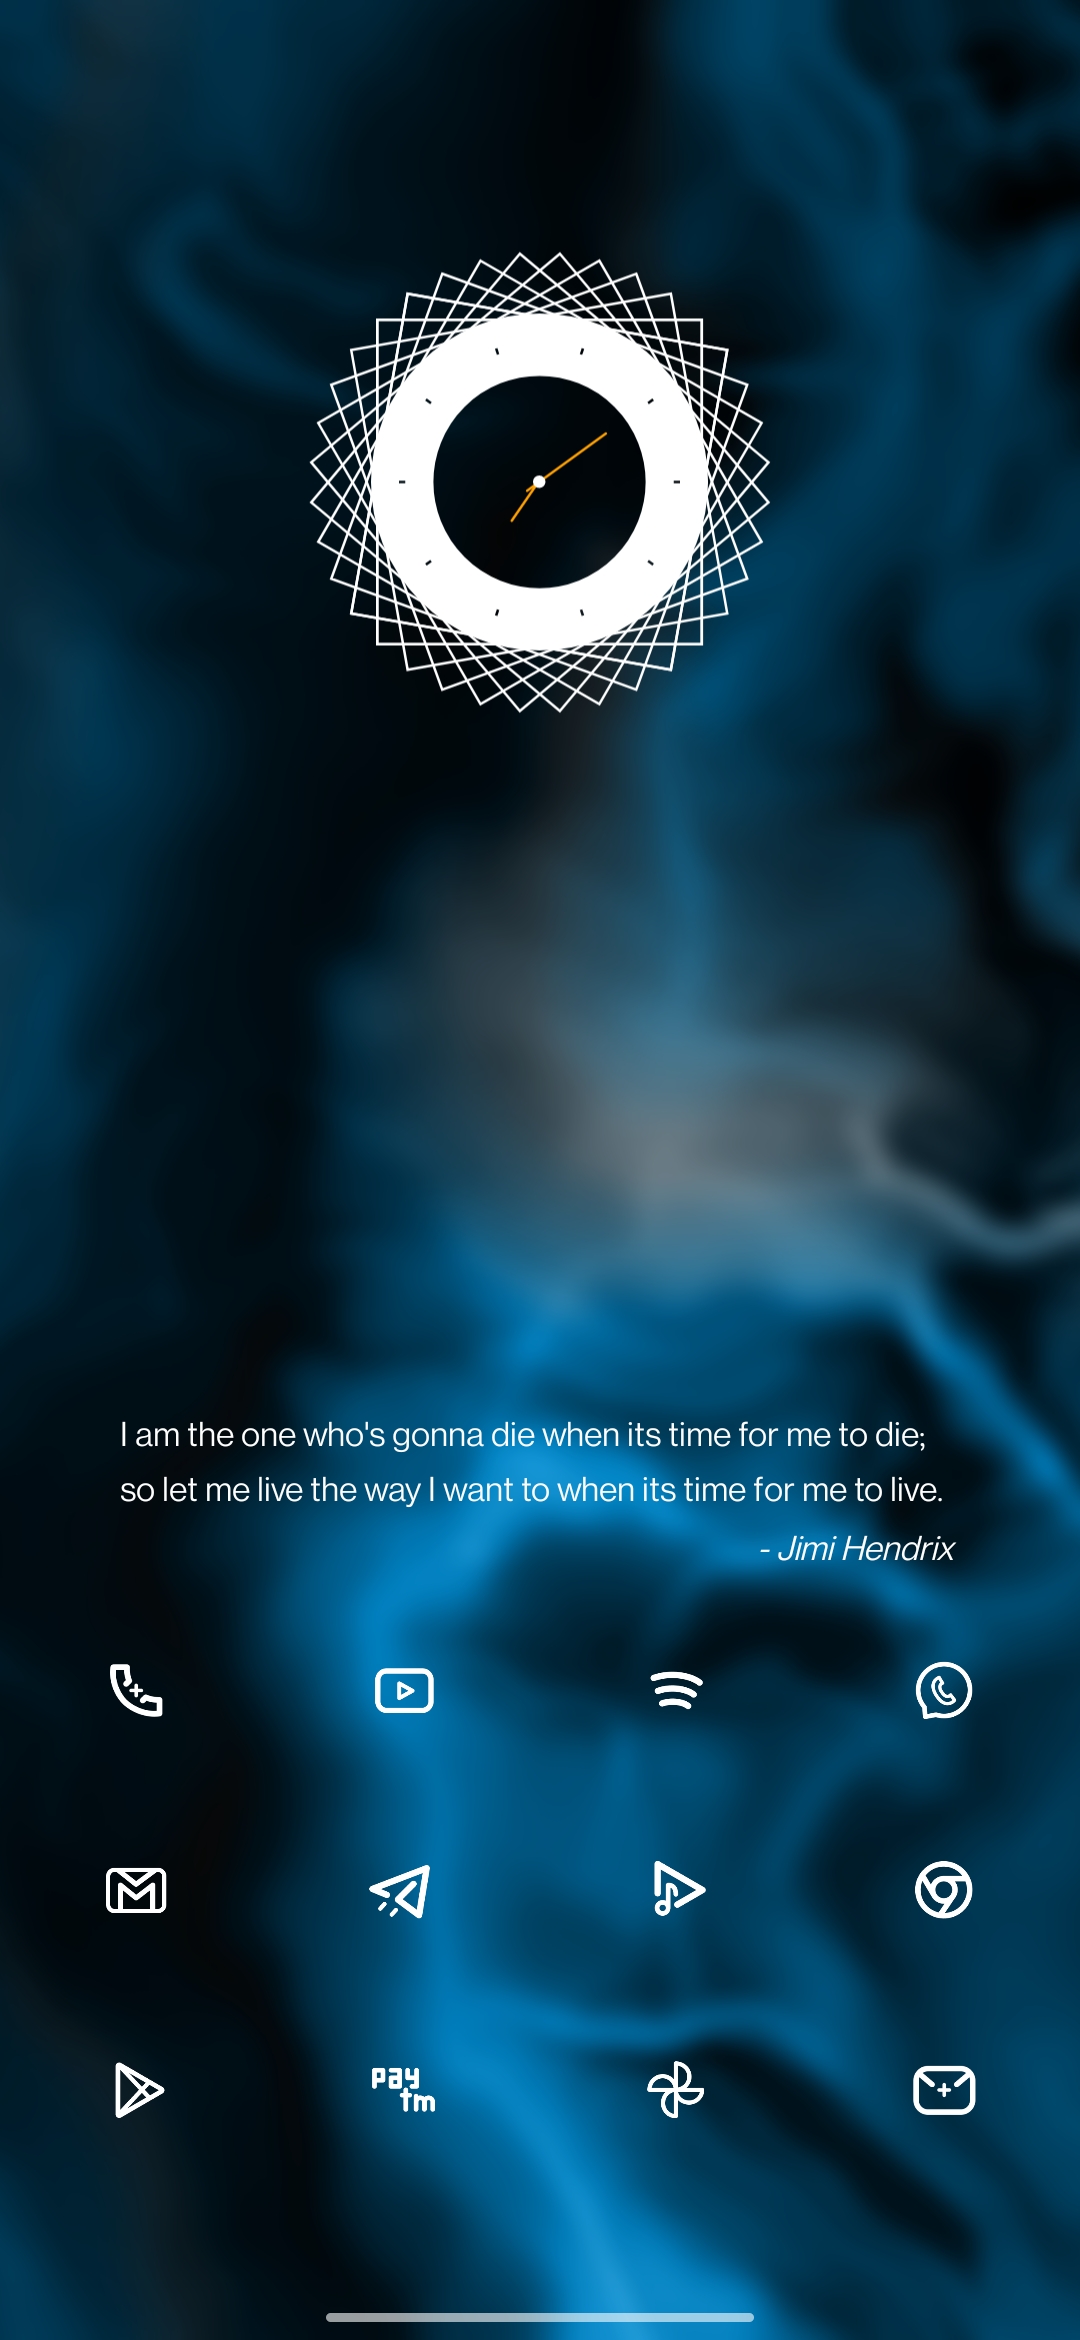 I am the one who's gonna die when its time for me to die;
so let me live the way I want to when its time for me to live.
- Jimi Hendrix
pay
tm